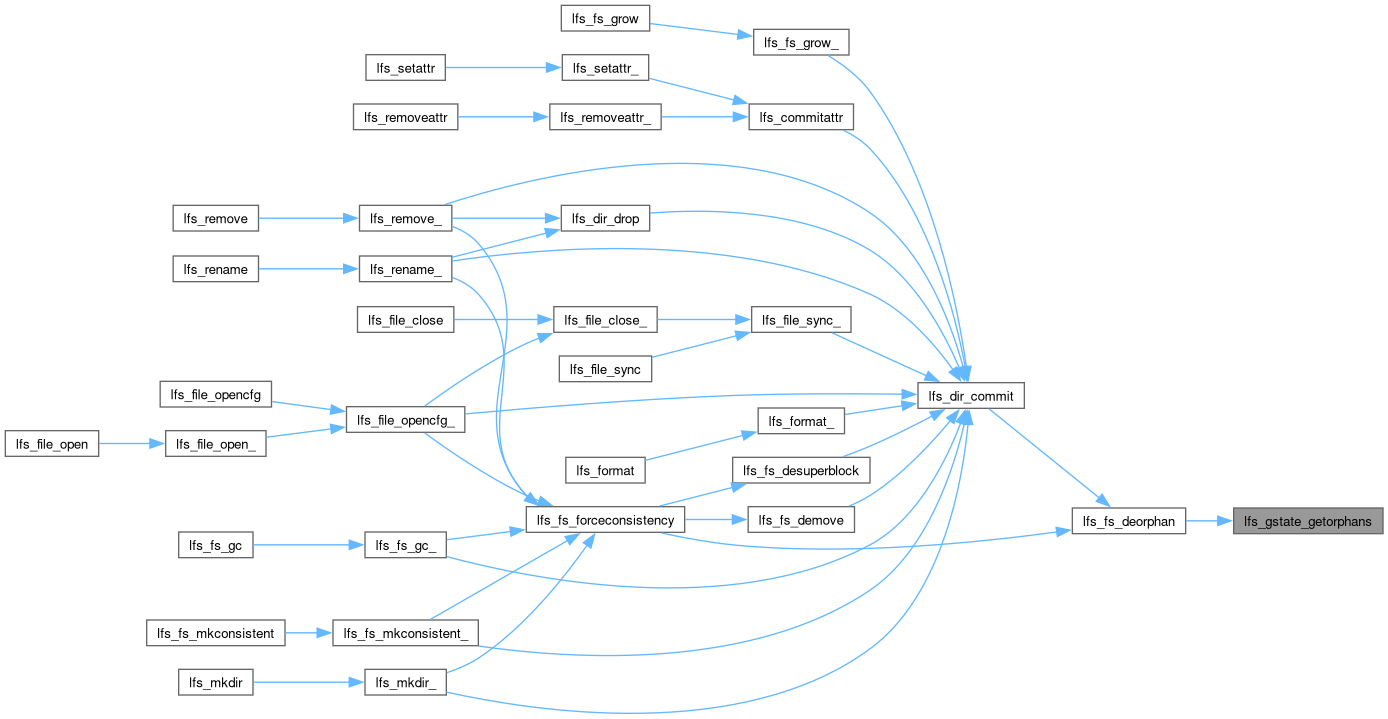 lfs_fs_grow
lfs_fs_grow_
lfs_setattr
lfs_setattr_
lfs_removeattr
lfs_removeattr_
lfs_commitattr
lfs_remove
lfs_remove_
lfs_dir_drop
lfs_rename
lfs_rename_
lfs_file_close
lfs_file_close_
lfs_file_sync_
lfs_file_sync
lfs_file_opencfg
lfs_dir_commit
lfs_file_opencfg_
lfs_format_
lfs_file_open
lfs_file_open_
lfs_format
lfs_fs_desuperblock
lfs_fs_forceconsistency
lfs_fs_demove
lfs_fs_deorphan
lfs_gstate_getorphans
lfs_fs_gc
lfs_fs_gc_
lfs_fs_mkconsistent
lfs_fs_mkconsistent_
lfs_mkdir
lfs_mkdir_